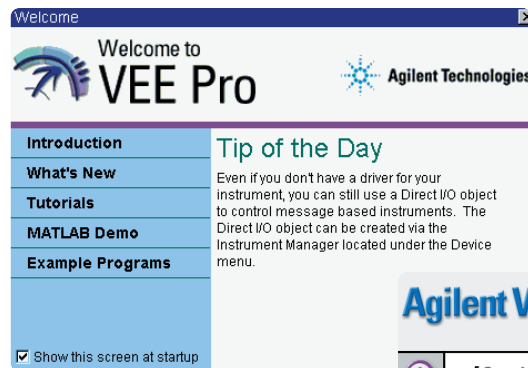 Welcome
Welcome to
VEE Pro
Agilent Technologies
Introduction
What's New
Tutorials
MATLAB Demo
Example Programs
Show this screen at startup
Tip of the Day
Even if you don't have a driver for your
instrument, you can still use a Direct I/O object
to control message based instruments. The
Direct I/O object can be created via the
Instrument Manager located under the Device
menu.
Agilent V